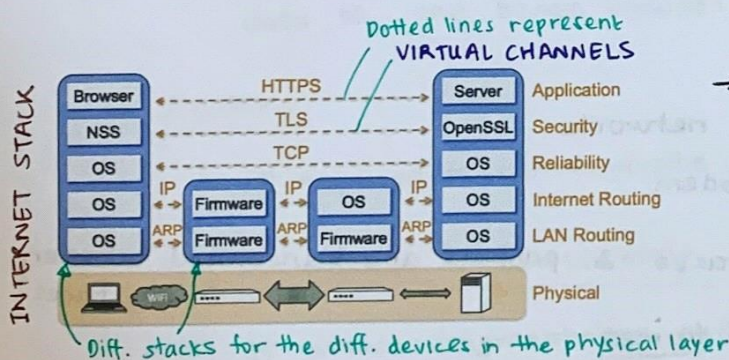 Dotted lines represent
VIRTUAL CHANNELS
INTERNET STACK
Browser HTTPS Server Application
NSS TLS OpenSSL Security
OS TCP OS Reliability
OS IP Firmware IP OS IP OS Internet Routing
OS ARP Firmware ARP Firmware ARP OS LAN Routing
WiFi Physical
Diff. stacks for the diff. devices in the physical layer